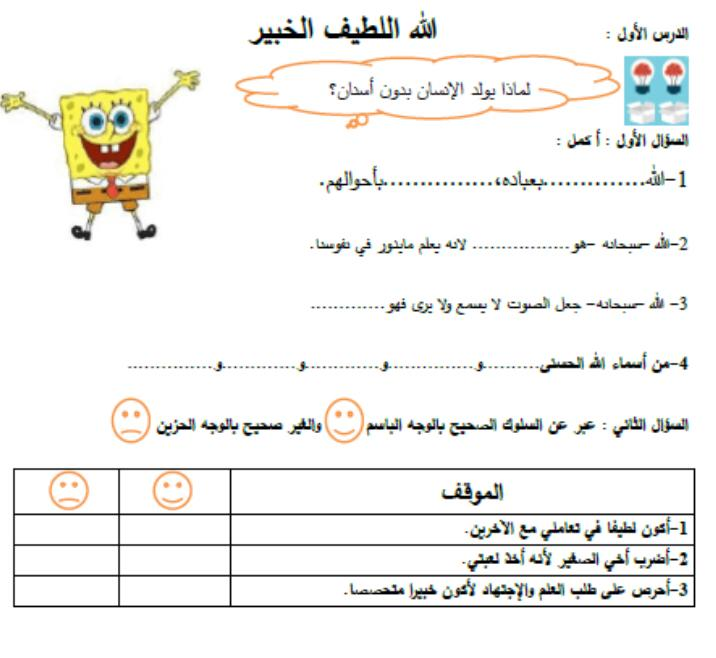 الدرس الأول :
الله اللطيف الخبير
لماذا يولد الإنسان بدون أسنان؟
السؤال الأول : أكمل :
1-الله..............بعباده،...............بأحوالهم.
2-الله -سبحانه -هو................. لانه يعلم مايدور في نفوسنا.
3- الله -سبحانه- جعل الصوت لا يسمع ولا يرى فهو.............
4-من أسماء الله الحسنى..........و...............و.............و.............و.............و...............
السؤال الثاني : عبر عن السلوك الصحيح بالوجه الباسم والغير صحيح بالوجه الحزين
الموقف
1-أكون لطيفا في تعاملي مع الآخرين.
2-أضرب أخي الصغير لأنه أخذ لعبتي.
3-أحرص على طلب العلم والإجتهاد لأكون خبيرا متخصصا.